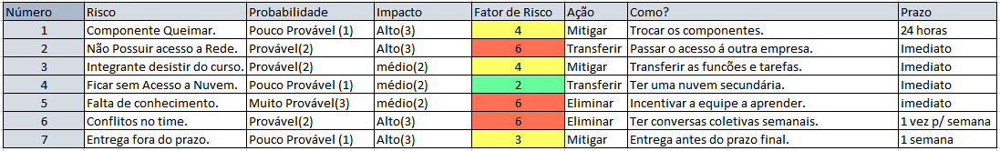 Número Risco Probabilidade Impacto Fator de Risco Ação Como? Prazo
1 Componente Queimar. Pouco Provável (1) Alto(3) 4 Mitigar Trocar os componentes. 24 horas
2 Não Possuir acesso a Rede. Provável(2) Alto(3) 6 Transferir Passar o acesso á outra empresa. Imediato
3 Integrante desistir do curso. Provável(2) médio(2) 4 Mitigar Transferir as funcões e tarefas. Imediato
4 Ficar sem Acesso a Nuvem. Pouco Provável (1) médio(2) 2 Transferir Ter uma nuvem secundária. Imediato
5 Falta de conhecimento. Muito Provável(3) médio(2) 6 Eliminar Incentivar a equipe a aprender. imediato
6 Conflitos no time. Provável(2) Alto(3) 6 Eliminar Ter conversas coletivas semanais. 1 vez p/ semana
7 Entrega fora do prazo. Pouco Provável (1) Alto(3) 3 Mitigar Entrega antes do prazo final. 1 semana